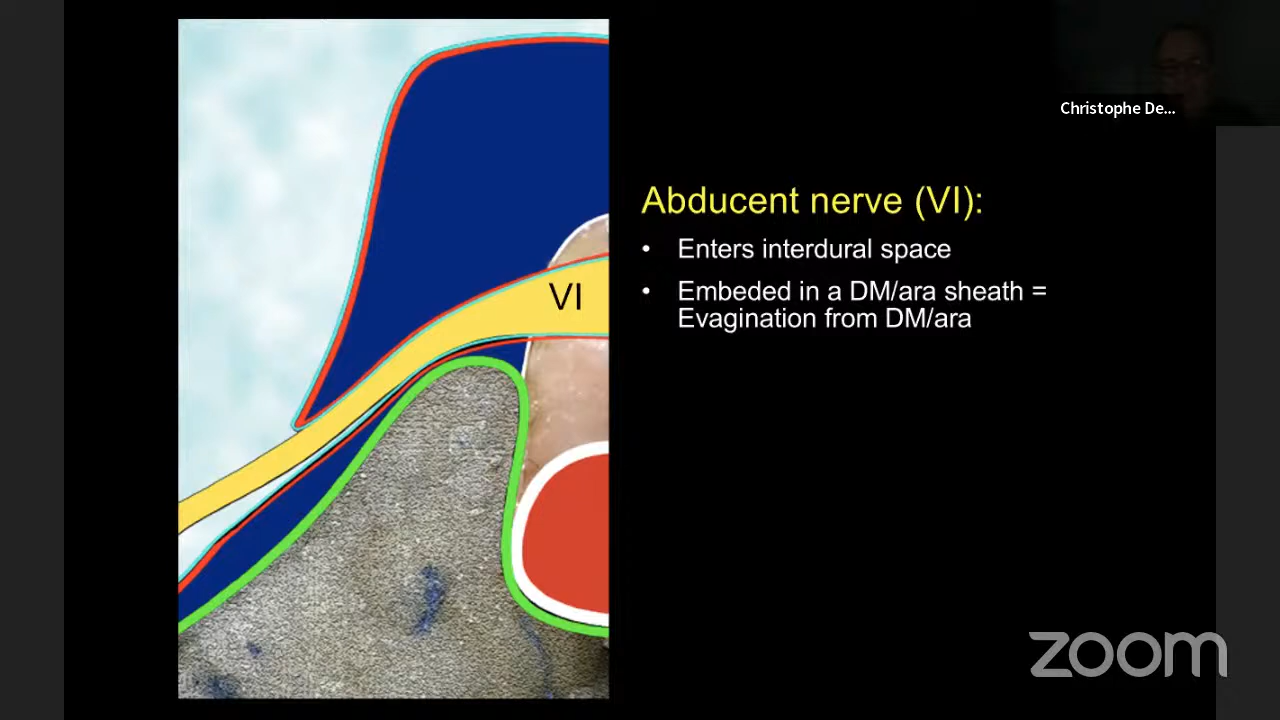 Christophe De...
Abducent nerve (VI):
• Enters interdural space
• Embeded in a DM/ara sheath =
Evagination from DM/ara
VI
zoom